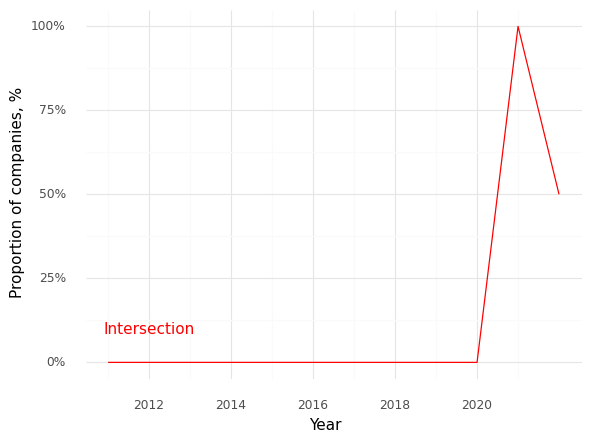 Proportion of companies, %
100%
75%
50%
25%
0%
Intersection
2012 2014 2016 2018 2020
Year